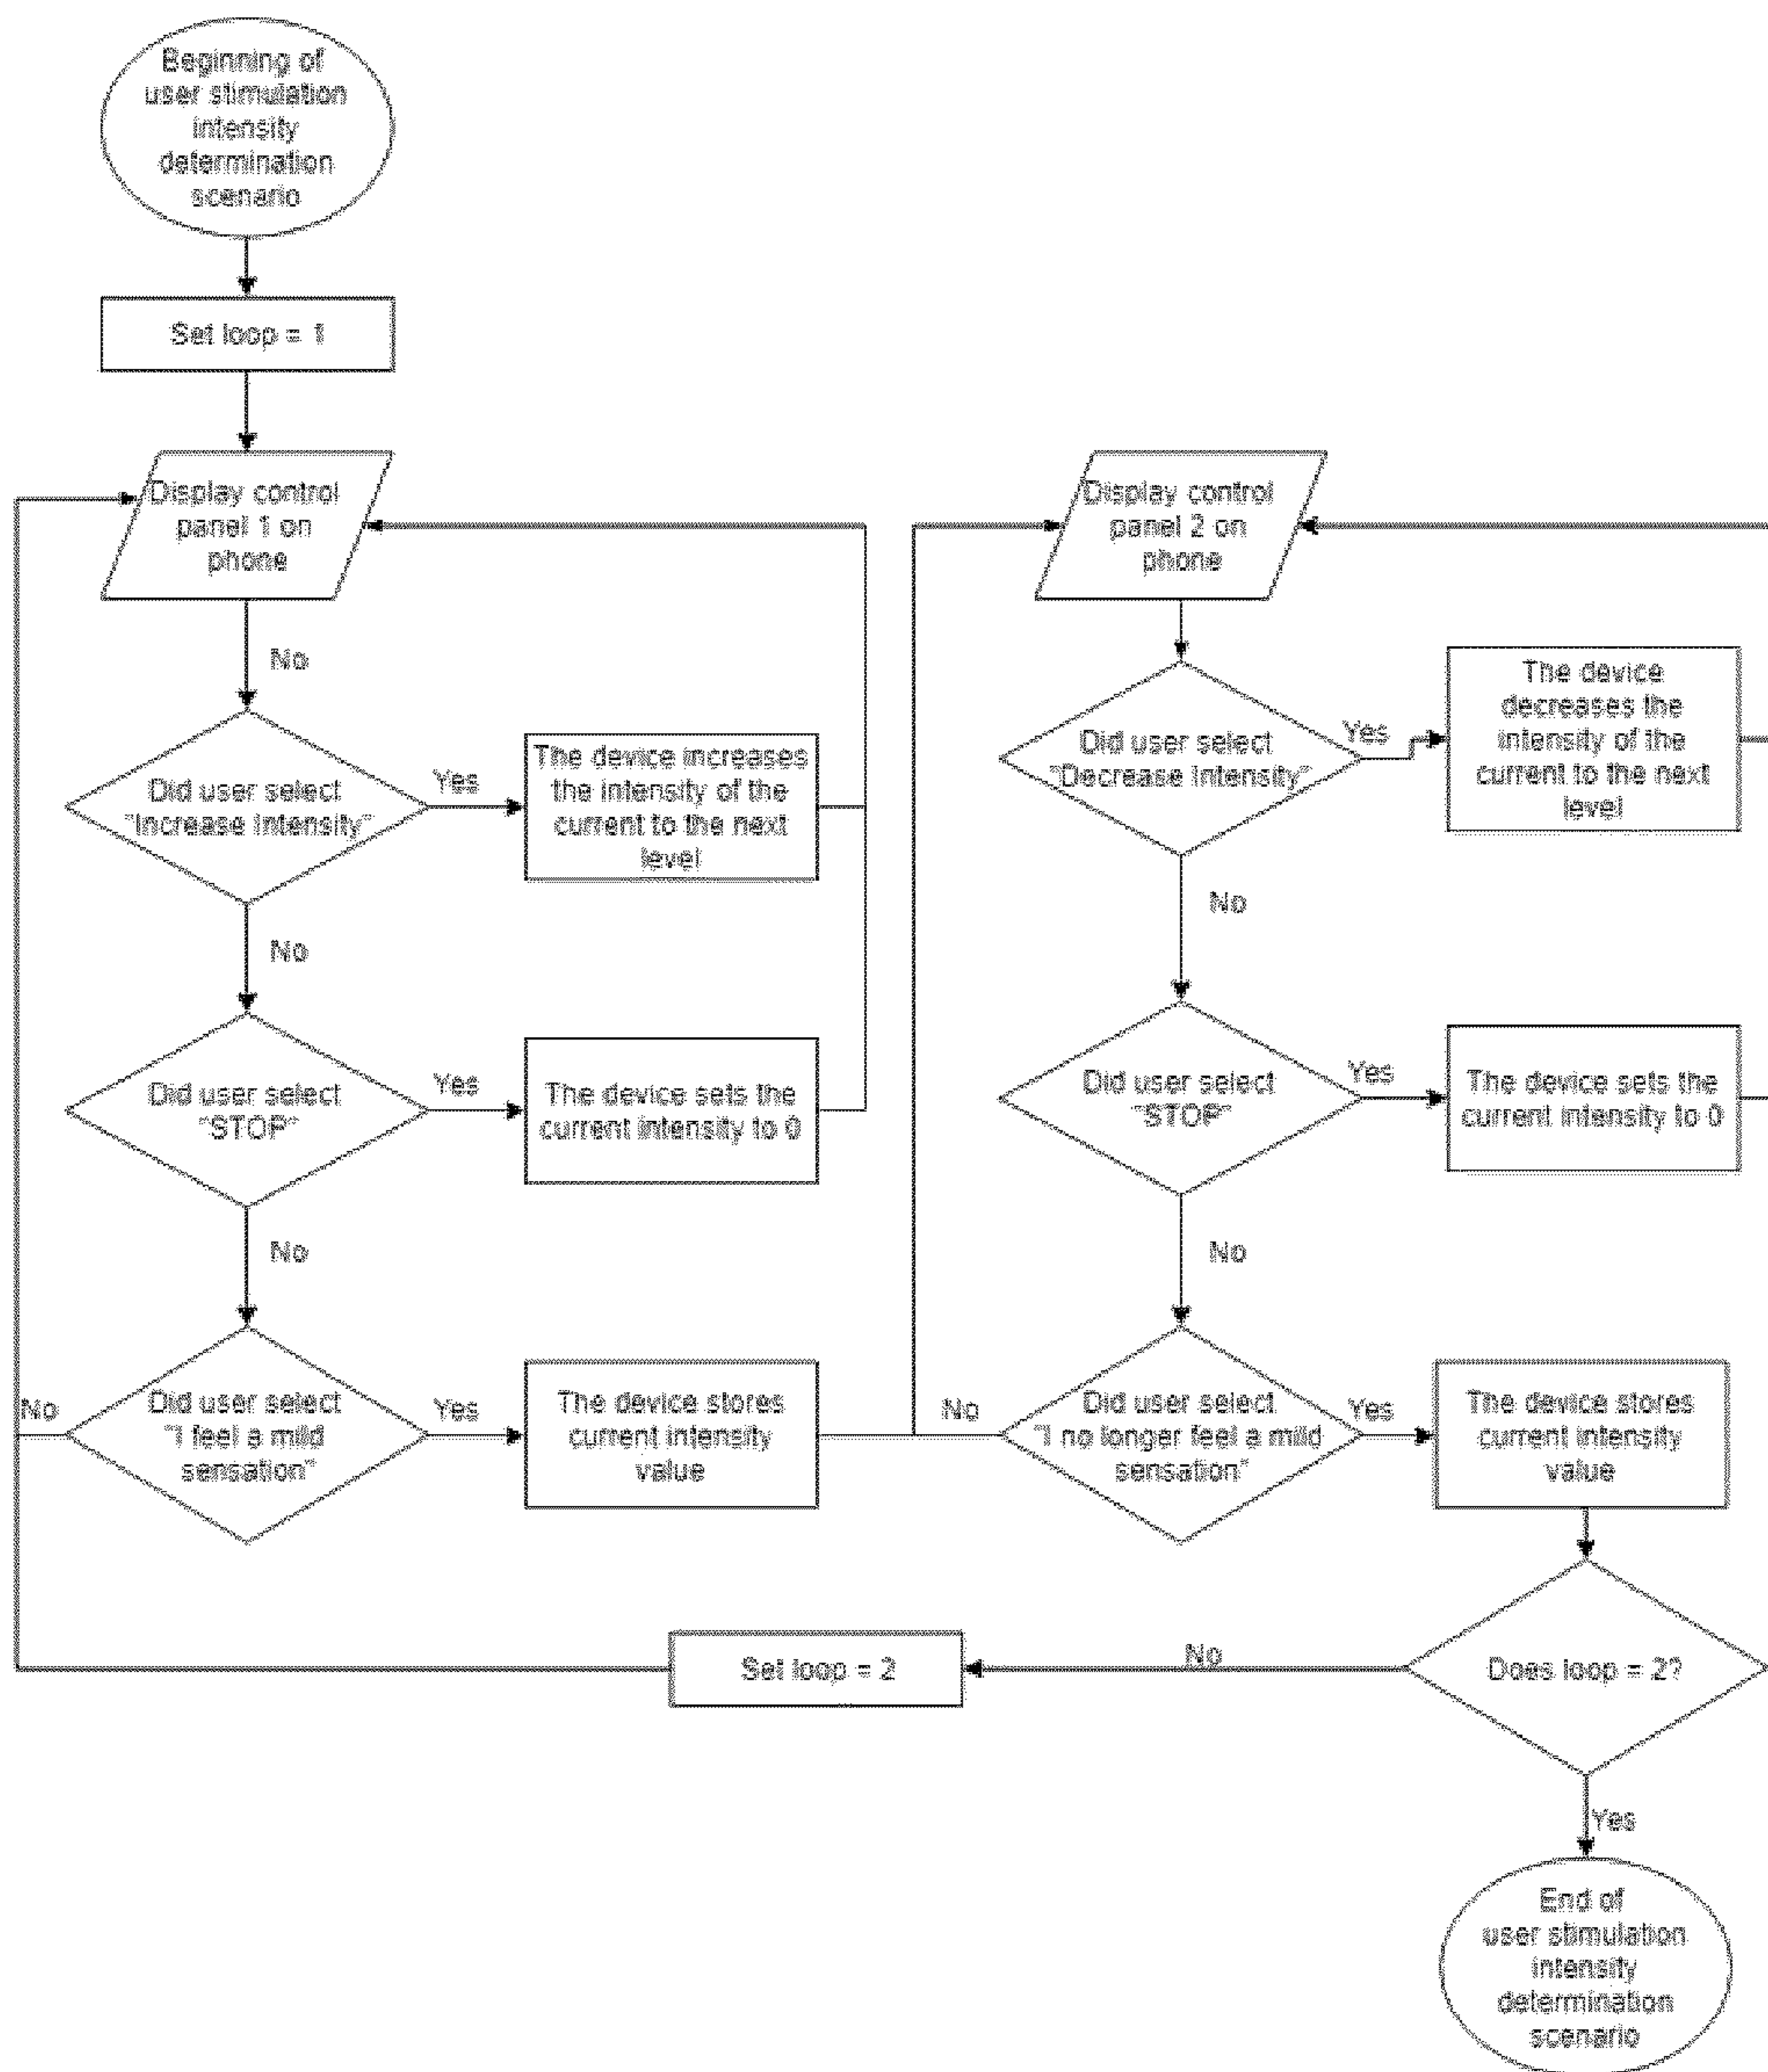 Beginning of
user stimulation
intensity
determination
scenario
Set loop = 1
Display control
panel 1 on
phone
No
Did user select
"Increase Intensity"
Yes
The device increases
the intensity of the
current to the next
level
No
Did user select
"STOP"
Yes
The device sets the
current intensity to 0
No
Did user select
"I feel a mild
sensation"
No
Yes
The device stores
current intensity
value
Display control
panel 2 on
phone
Did user select
"Decrease Intensity"
Yes
The device
decreases the
intensity of the
current to the next
level
No
Did user select
"STOP"
Yes
The device sets the
current intensity to 0
No
Did user select
"I no longer feel a mild
sensation"
No
Yes
The device stores
current intensity
value
Does loop = 2?
No
Set loop = 2
Yes
End of
user stimulation
intensity
determination
scenario